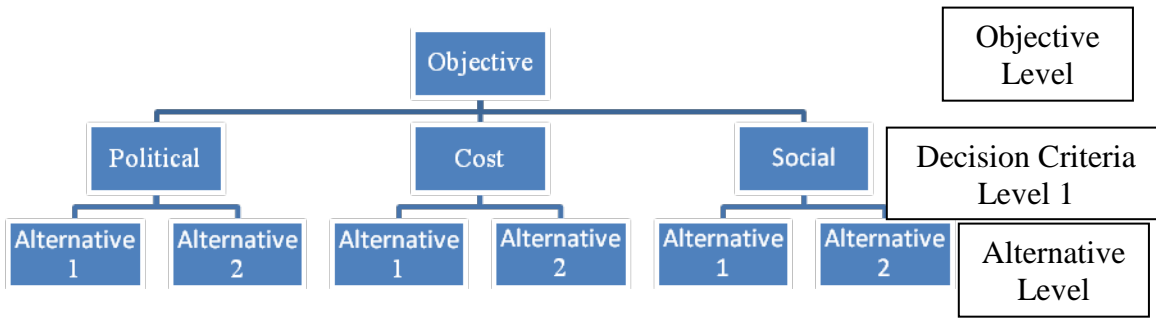 Objective
Objective
Level
Political
Cost
Social
Decision Criteria
Level 1
Alternative
1
Alternative
2
Alternative
1
Alternative
2
Alternative
1
Alternative
2
Alternative
Level